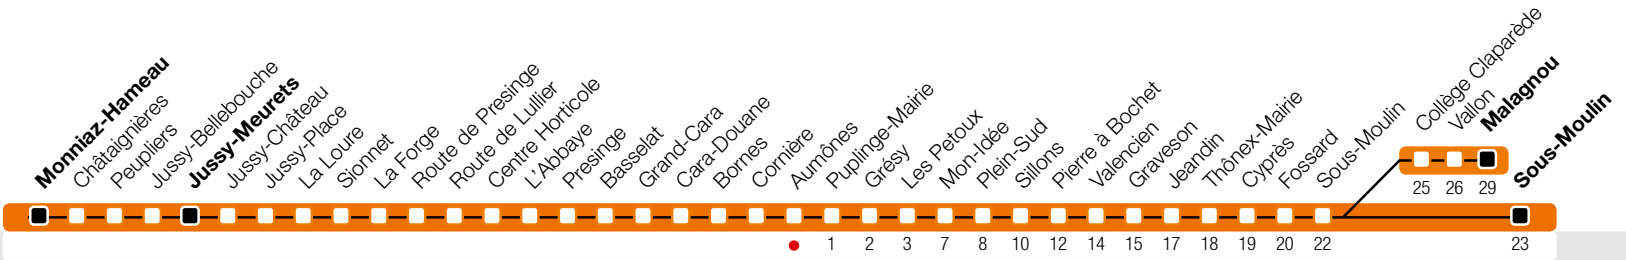 Monniaz-Hameau
Châtaignières
Peupliers
Jussy-Bellebouche
Jussy-Meurets
Jussy-Château
Jussy-Place
La Loure
Sionnet
La Forge
Route de Presinge
Route de Lullier
Centre Horticole
L'Abbaye
Presinge
Basselat
Grand-Cara
Cara-Douane
Bornes
Cornière
Aumônes
Puplinge-Mairie
Grésy
Les Petoux
Mon-Idée
Plein-Sud
Sillons
Pierre à Bochet
Valencien
Graveson
Jeandin
Thônex-Mairie
Cyprès
Fossard
Sous-Moulin
Collège Claparède
Vallon
Malagnou
Sous-Moulin
25 26 29
1 2 3 7 8 10 12 14 15 17 18 19 20 22 23